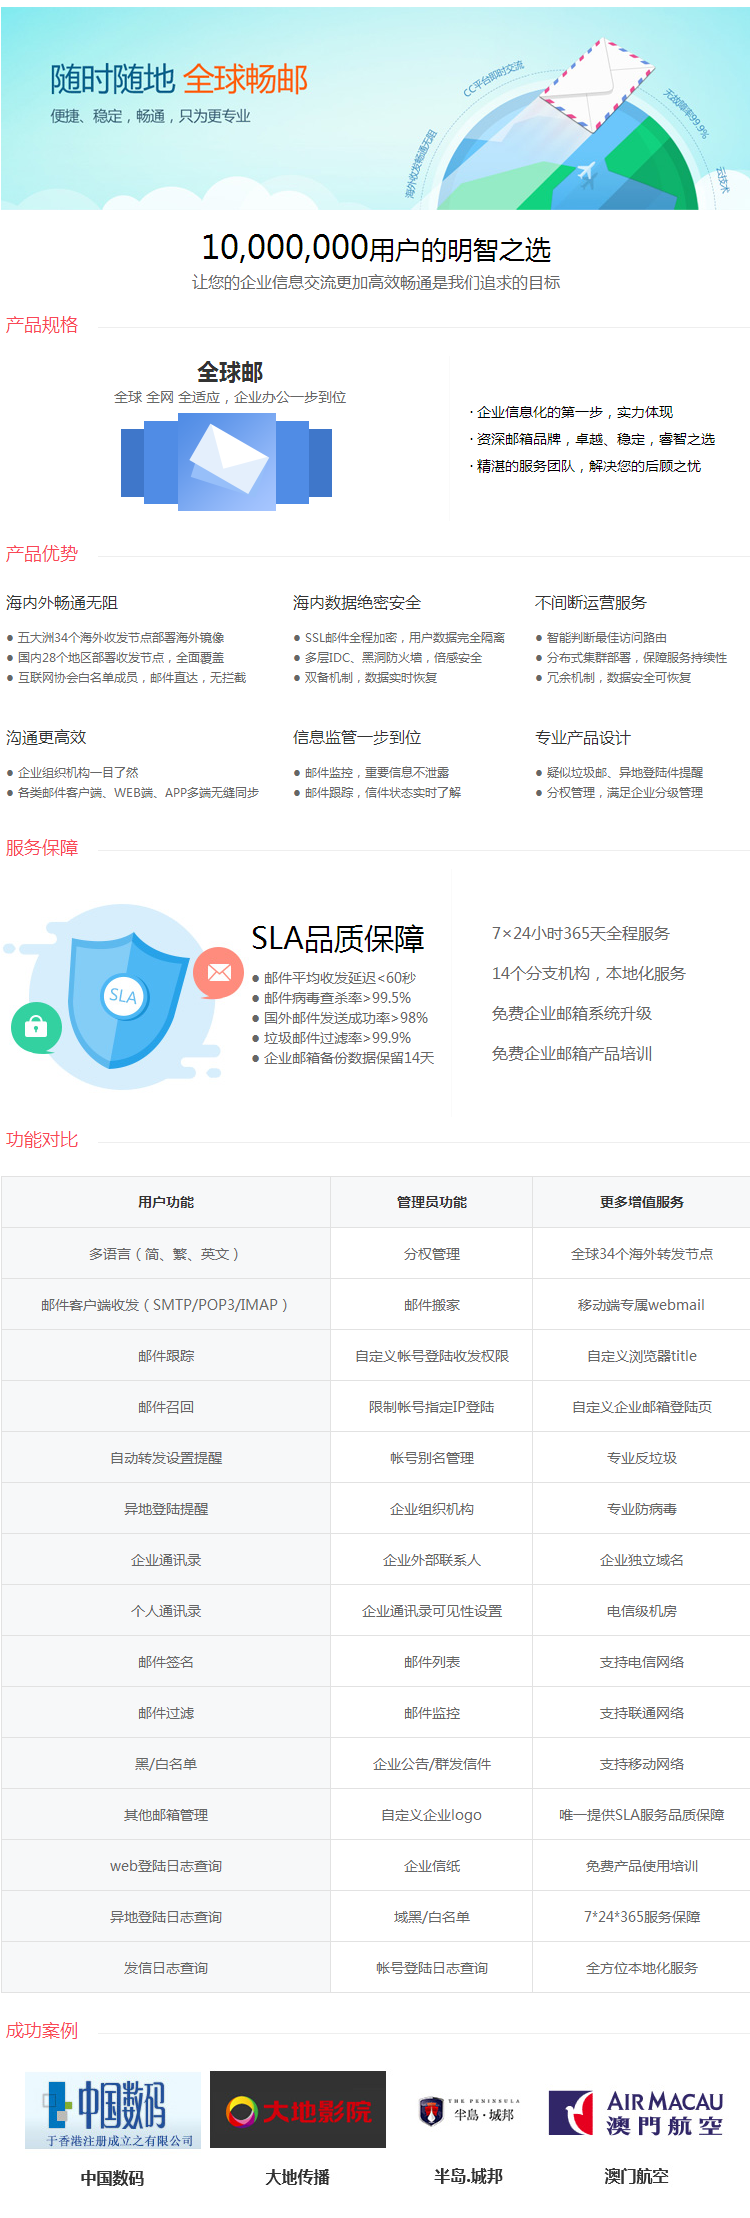 随时随地 全球畅邮
便捷、稳定，畅通，只为更专业
海外收发畅通无阻
CC平台即时交流
无故障率99.9%
云技术
10,000,000用户的明智之选
让您的企业信息交流更加高效畅通是我们追求的目标
产品规格
全球邮
全球 全网 全适应，企业办公一步到位
· 企业信息化的第一步，实力体现
· 资深邮箱品牌，卓越、稳定，睿智之选
· 精湛的服务团队，解决您的后顾之忧
产品优势
海内外畅通无阻
● 五大洲34个海外收发节点部署海外镜像
● 国内28个地区部署收发节点，全面覆盖
● 互联网协会白名单成员，邮件直达，无拦截
海内数据绝密安全
● SSL邮件全程加密，用户数据完全隔离
● 多层IDC、黑洞防火墙，倍感安全
● 双备机制，数据实时恢复
不间断运营服务
● 智能判断最佳访问路由
● 分布式集群部署，保障服务持续性
● 冗余机制，数据安全可恢复
沟通更高效
● 企业组织机构一目了然
● 各类邮件客户端、WEB端、APP多端无缝同步
信息监管一步到位
● 邮件监控，重要信息不泄露
● 邮件跟踪，信件状态实时了解
专业产品设计
● 疑似垃圾邮、异地登陆件提醒
● 分权管理，满足企业分级管理
服务保障
SLA
SLA品质保障
● 邮件平均收发延迟<60秒
● 邮件病毒查杀率>99.5%
● 国外邮件发送成功率>98%
● 垃圾邮件过滤率>99.9%
● 企业邮箱备份数据保留14天
7×24小时365天全程服务
14个分支机构，本地化服务
免费企业邮箱系统升级
免费企业邮箱产品培训
功能对比
用户功能 管理员功能 更多增值服务
多语言（简、繁、英文） 分权管理 全球34个海外转发节点
邮件客户端收发（SMTP/POP3/IMAP） 邮件搬家 移动端专属webmail
邮件跟踪 自定义帐号登陆收发权限 自定义浏览器title
邮件召回 限制帐号指定IP登陆 自定义企业邮箱登陆页
自动转发设置提醒 帐号别名管理 专业反垃圾
异地登陆提醒 企业组织机构 专业防病毒
企业通讯录 企业外部联系人 企业独立域名
个人通讯录 企业通讯录可见性设置 电信级机房
邮件签名 邮件列表 支持电信网络
邮件过滤 邮件监控 支持联通网络
黑/白名单 企业公告/群发信件 支持移动网络
其他邮箱管理 自定义企业logo 唯一提供SLA服务品质保障
web登陆日志查询 企业信纸 免费产品使用培训
异地登陆日志查询 域黑/白名单 7*24*365服务保障
发信日志查询 帐号登陆日志查询 全方位本地化服务
成功案例
中国数码
于香港注册成立之有限公司
大地影院
THE PENINSULA
半岛·城邦
AIR MACAU
澳門航空
中国数码
大地传播
半岛.城邦
澳门航空